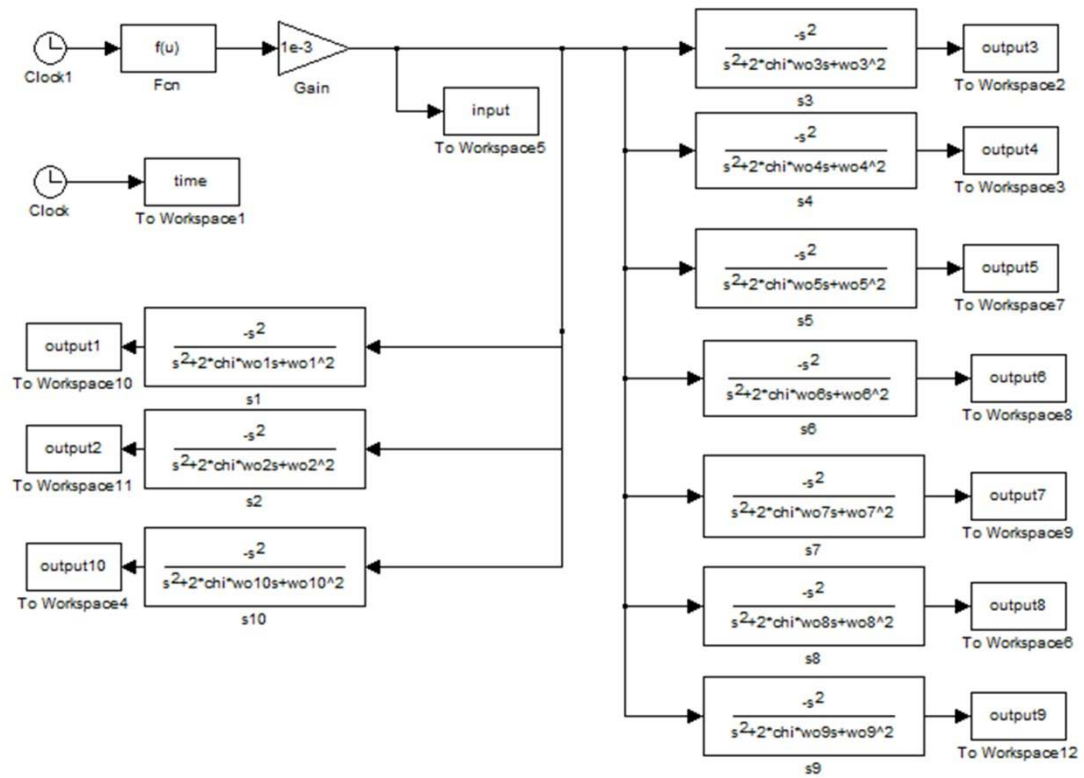 Clock1
f(u)
Fcn
1e-3
Gain
input
To Workspace5
Clock
time
To Workspace1
output1
To Workspace10
-s2
s2+2*chi*wo1s+wo1^2
s1
output2
To Workspace11
-s2
s2+2*chi*wo2s+wo2^2
s2
output10
To Workspace4
-s2
s2+2*chi*wo10s+wo10^2
s10
-s2
s2+2*chi*wo3s+wo3^2
s3
output3
To Workspace2
-s2
s2+2*chi*wo4s+wo4^2
s4
output4
To Workspace3
-s2
s2+2*chi*wo5s+wo5^2
s5
output5
To Workspace7
-s2
s2+2*chi*wo6s+wo6^2
s6
output6
To Workspace8
-s2
s2+2*chi*wo7s+wo7^2
s7
output7
To Workspace9
-s2
s2+2*chi*wo8s+wo8^2
s8
output8
To Workspace6
-s2
s2+2*chi*wo9s+wo9^2
s9
output9
To Workspace12